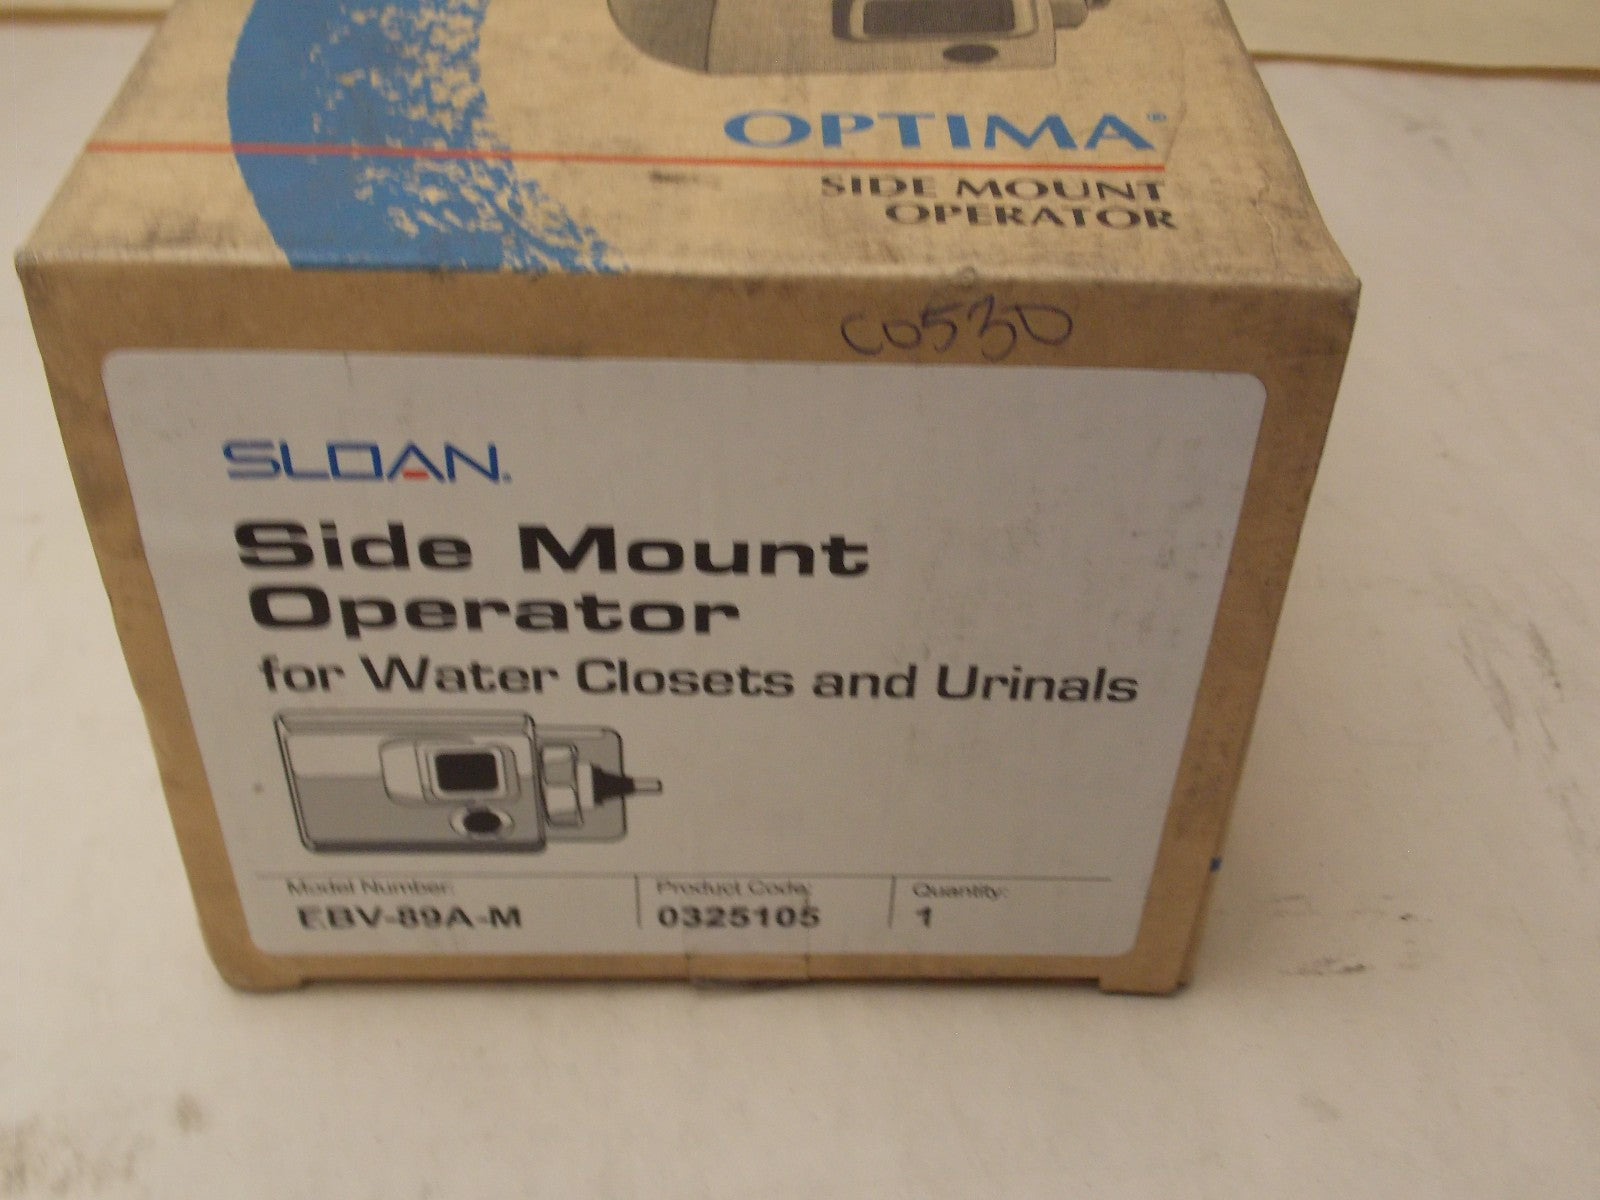 OPTIMA®
SIDE MOUNT
OPERATOR
CO530
SLOAN®
Side Mount
Operator
for Water Closets and Urinals
Model Number:
EBV-89A-M
Product Code:
0325105
Quantity:
1